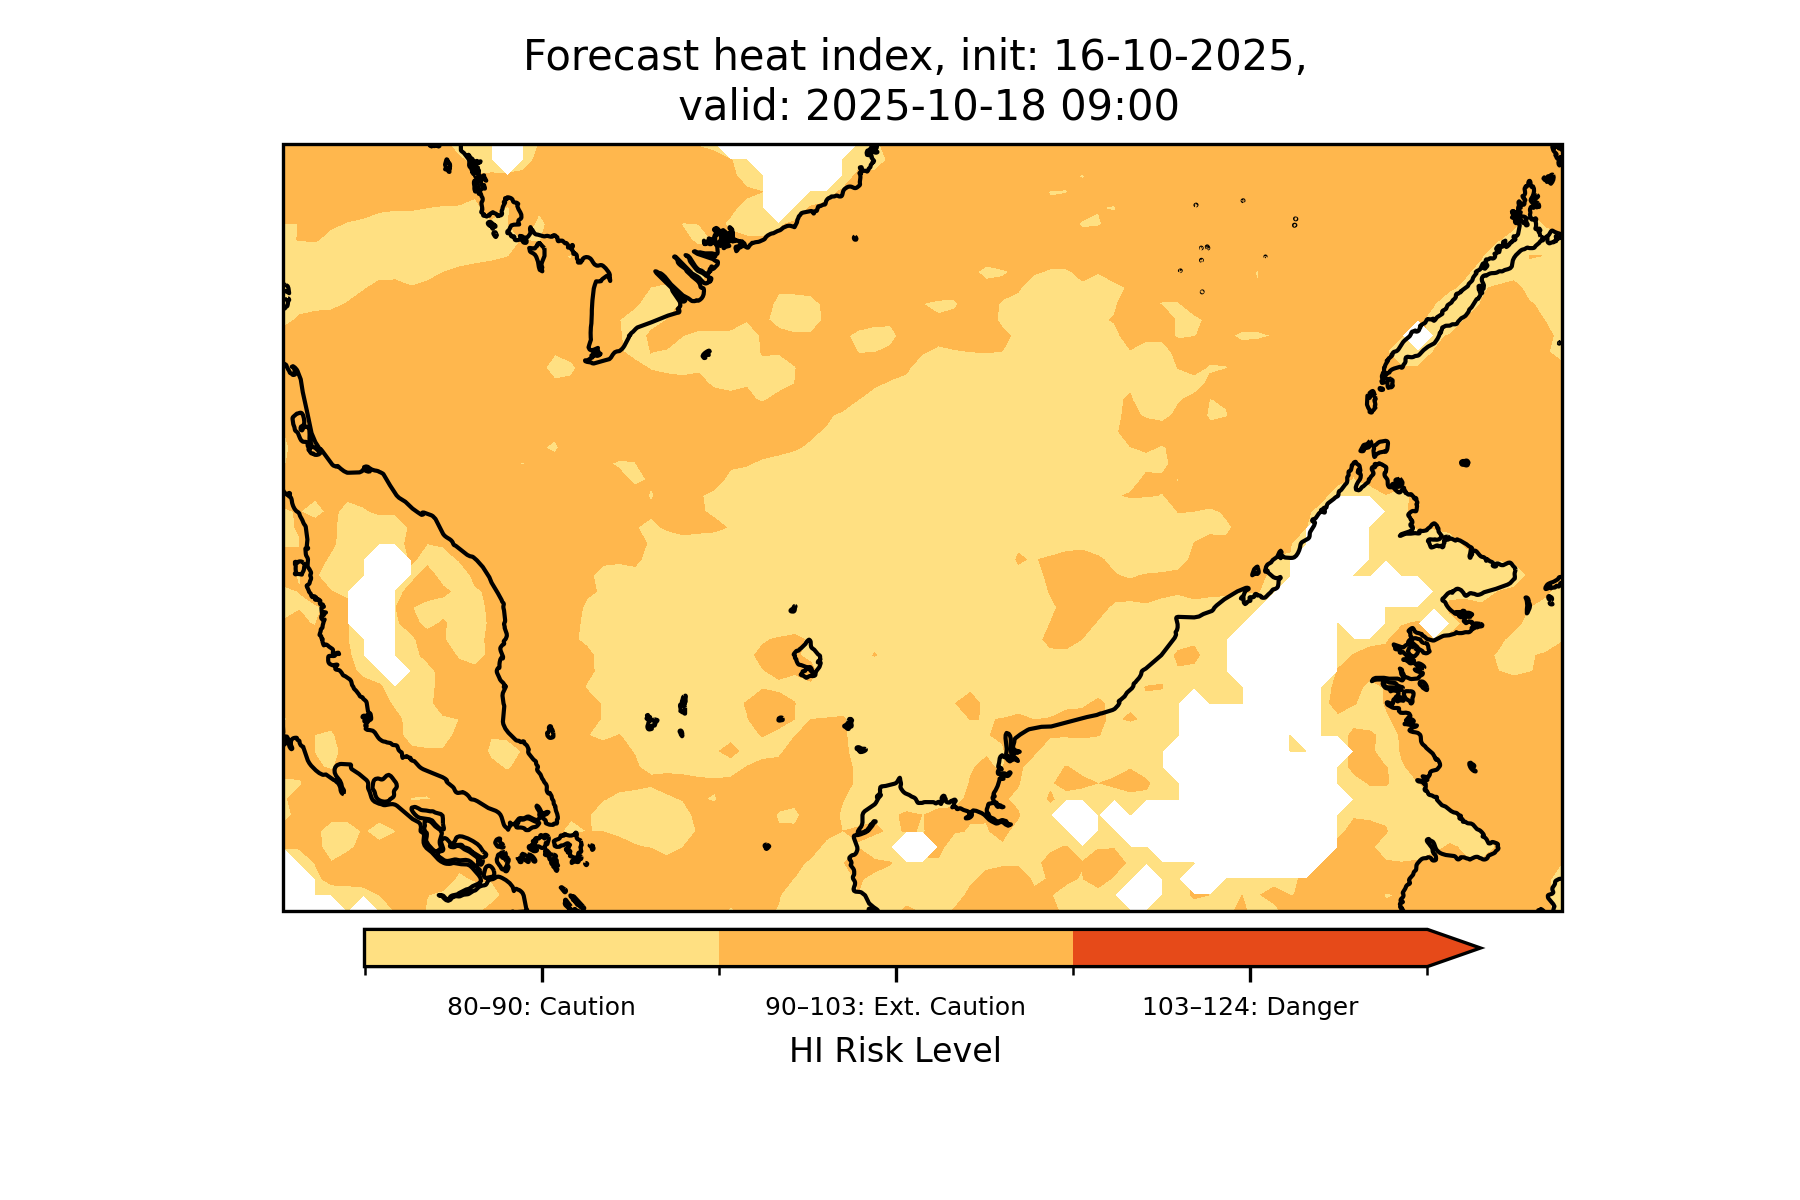 Forecast heat index, init: 16-10-2025,
valid: 2025-10-18 09:00
80–90: Caution
90–103: Ext. Caution
103–124: Danger
HI Risk Level